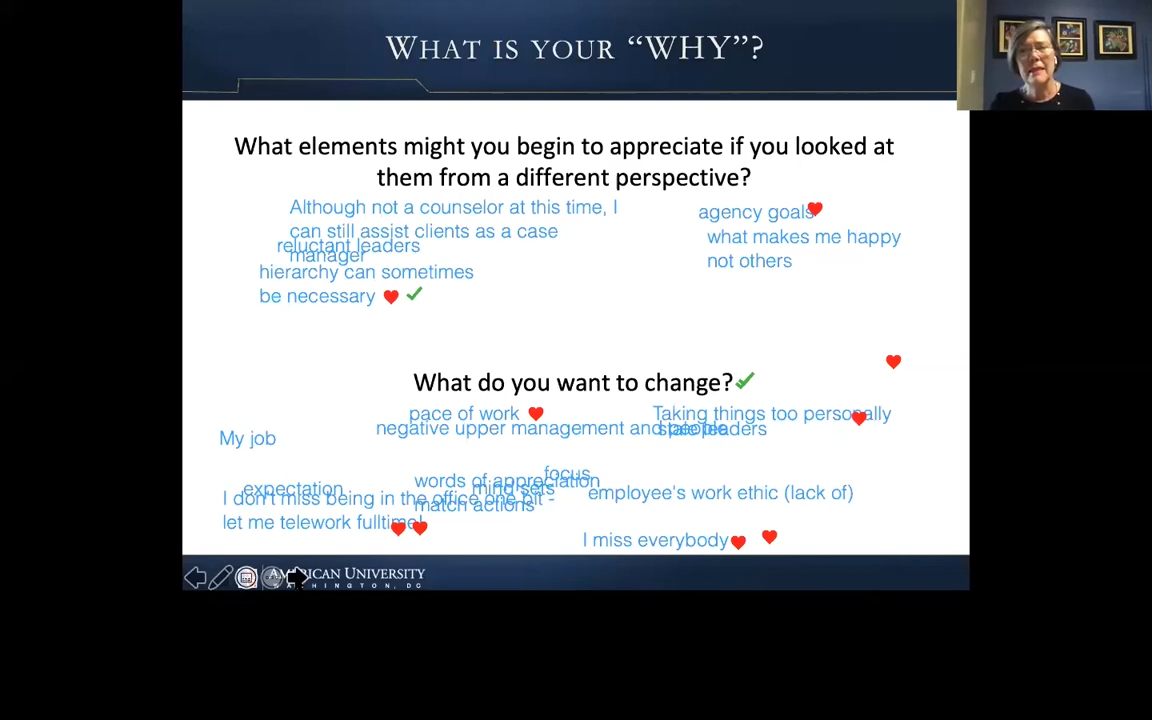 WHAT IS YOUR “WHY”?
What elements might you begin to appreciate if you looked at
them from a different perspective?
Although not a counselor at this time, I
can still assist clients as a case
manager
agency goals
what makes me happy
not others
reluctant leaders
hierarchy can sometimes
be necessary
What do you want to change?
pace of work
Taking things too personally
negative upper management and people
stale leaders
My job
focus
words of appreciation
match actions
mind sets
expectation
employee's work ethic (lack of)
I don't miss being in the office one bit -
let me telework fulltime!
I miss everybody
AMERICAN UNIVERSITY
WASHINGTON, DC